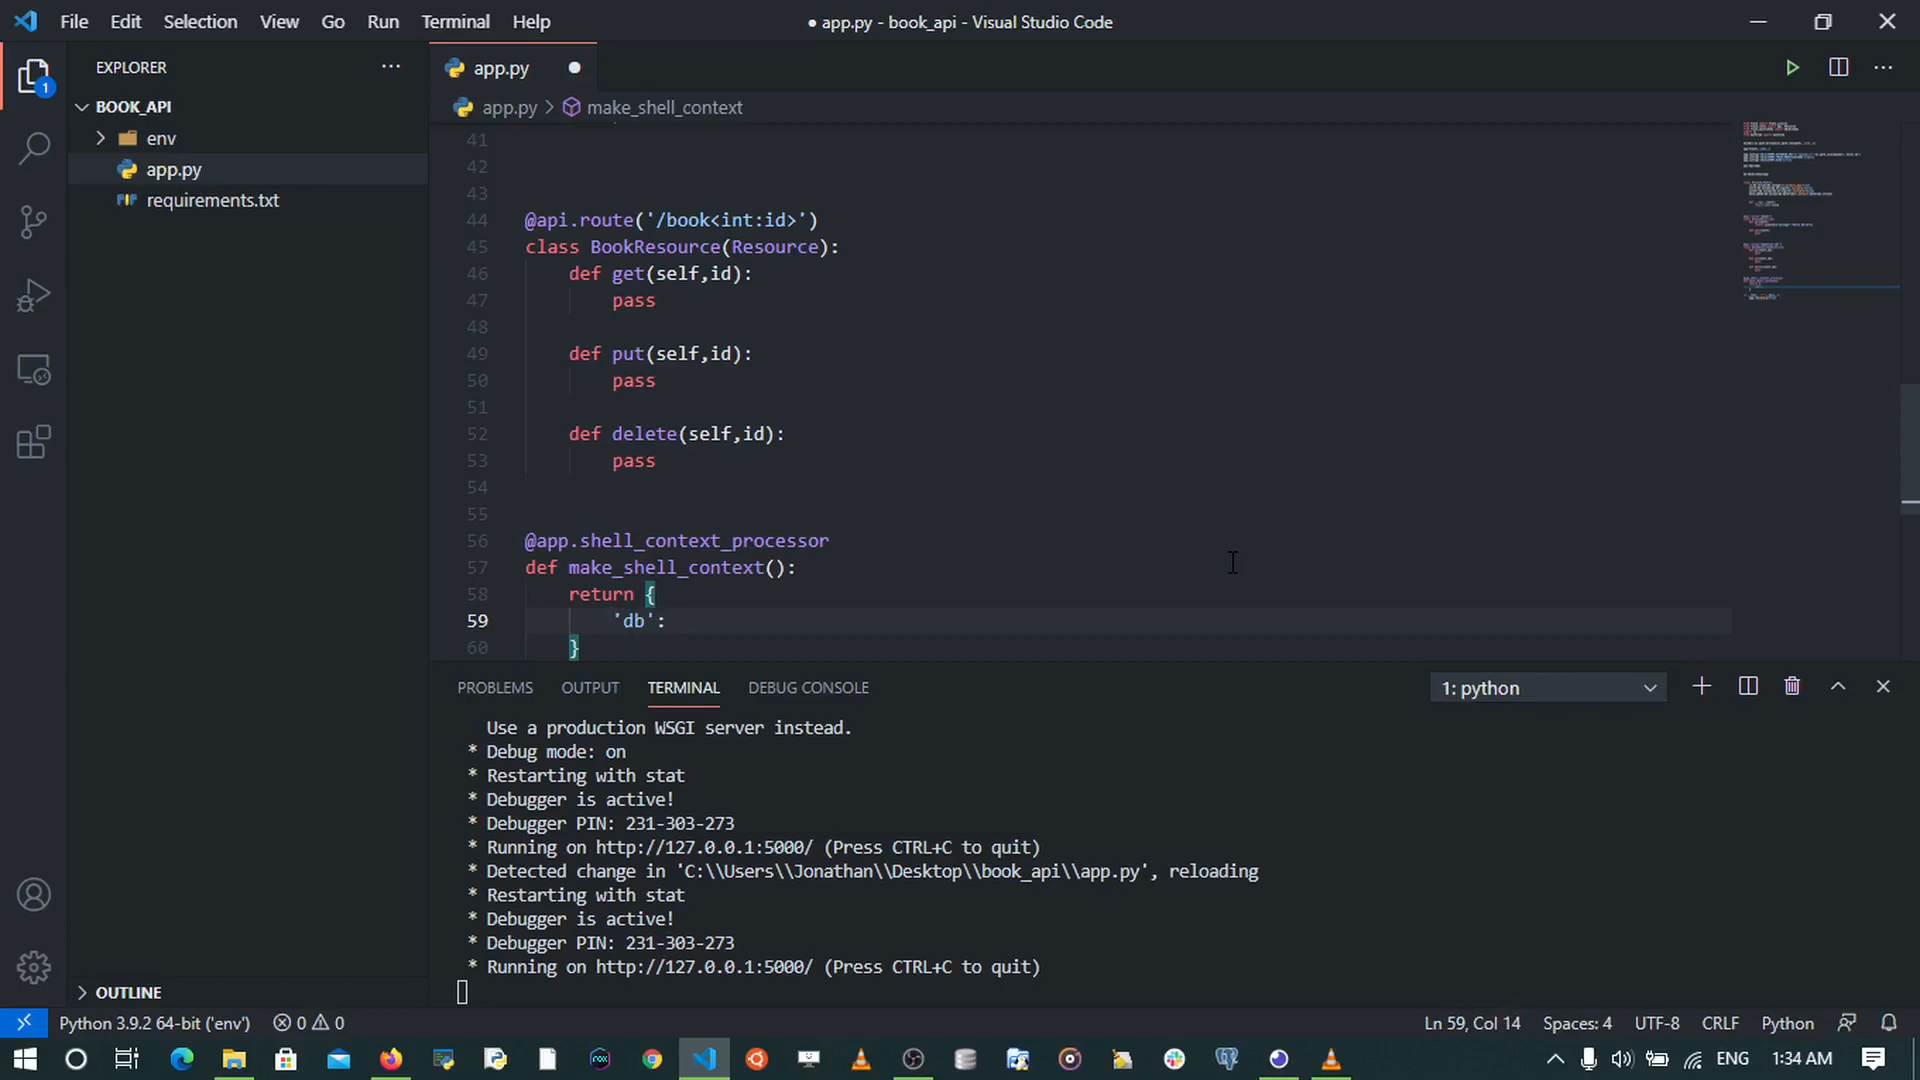 File Edit Selection View Go Run Terminal Help
● app.py - book_api - Visual Studio Code
EXPLORER
BOOK_API
env
app.py
requirements.txt
OUTLINE
1
app.py
app.py > make_shell_context
41
42
43
44 @api.route('/book<int:id>')
45 class BookResource(Resource):
46 def get(self,id):
47 pass
48
49 def put(self,id):
50 pass
51
52 def delete(self,id):
53 pass
54
55
56 @app.shell_context_processor
57 def make_shell_context():
58 return {
59 'db':
60 }
PROBLEMS OUTPUT TERMINAL DEBUG CONSOLE
1: python
Use a production WSGI server instead.
* Debug mode: on
* Restarting with stat
* Debugger is active!
* Debugger PIN: 231-303-273
* Running on http://127.0.0.1:5000/ (Press CTRL+C to quit)
* Detected change in 'C:\\Users\\Jonathan\\Desktop\\book_api\\app.py', reloading
* Restarting with stat
* Debugger is active!
* Debugger PIN: 231-303-273
* Running on http://127.0.0.1:5000/ (Press CTRL+C to quit)
Python 3.9.2 64-bit ('env') 0 0
Ln 59, Col 14 Spaces: 4 UTF-8 CRLF Python
ENG 1:34 AM